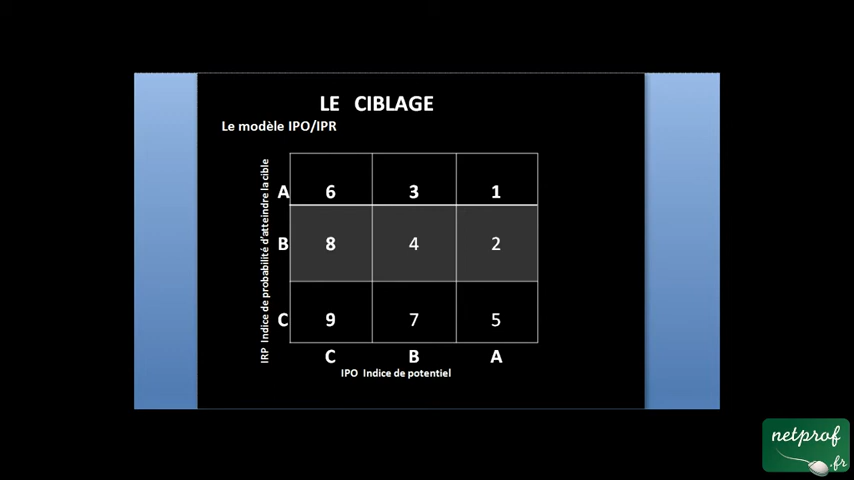 LE CIBLAGE
Le modèle IPO/IPR
IRP Indice de probabilité d'atteindre la cible
A 6 3 1
B 8 4 2
C 9 7 5
C B A
IPO Indice de potentiel
netprof
.fr